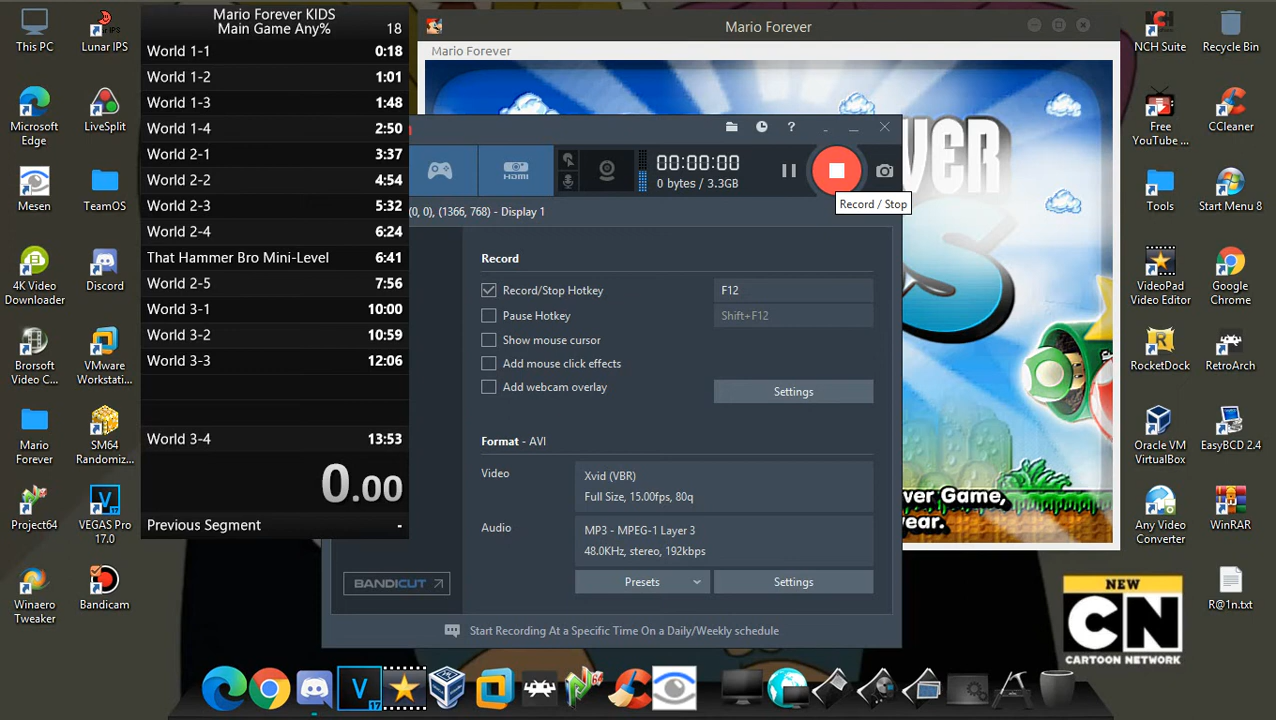 This PC
Lunar IPS
Microsoft
Edge
LiveSplit
Mesen
TeamOS
4K Video
Downloader
Discord
Brorsoft
Video C...
VMware
Workstati...
Mario
Forever
SM64
Randomiz...
Project64
VEGAS Pro
17.0
Winaero
Tweaker
Bandicam
Mario Forever KIDS
Main Game Any%
18
World 1-1 0:18
World 1-2 1:01
World 1-3 1:48
World 1-4 2:50
World 2-1 3:37
World 2-2 4:54
World 2-3 5:32
World 2-4 6:24
That Hammer Bro Mini-Level 6:41
World 2-5 7:56
World 3-1 10:00
World 3-2 10:59
World 3-3 12:06
World 3-4 13:53
0.00
Previous Segment -
Mario Forever
Mario Forever
HDMI
00:00:00
0 bytes / 3.3GB
Record / Stop
(0, 0), (1366, 768) - Display 1
Record
Record/Stop Hotkey F12
Pause Hotkey Shift+F12
Show mouse cursor
Add mouse click effects
Add webcam overlay
Settings
Format - AVI
Video
Xvid (VBR)
Full Size, 15.00fps, 80q
Audio
MP3 - MPEG-1 Layer 3
48.0KHz, stereo, 192kbps
Presets
Settings
BANDICUT
Start Recording At a Specific Time On a Daily/Weekly schedule
VER
S
ver Game,
ear.
NCH Suite
Recycle Bin
Free
YouTube ...
CCleaner
Tools
Start Menu 8
VideoPad
Video Editor
Google
Chrome
RocketDock
RetroArch
Oracle VM
VirtualBox
EasyBCD 2.4
Any Video
Converter
WinRAR
R@1n.txt
NEW
CN
CARTOON NETWORK
V
17